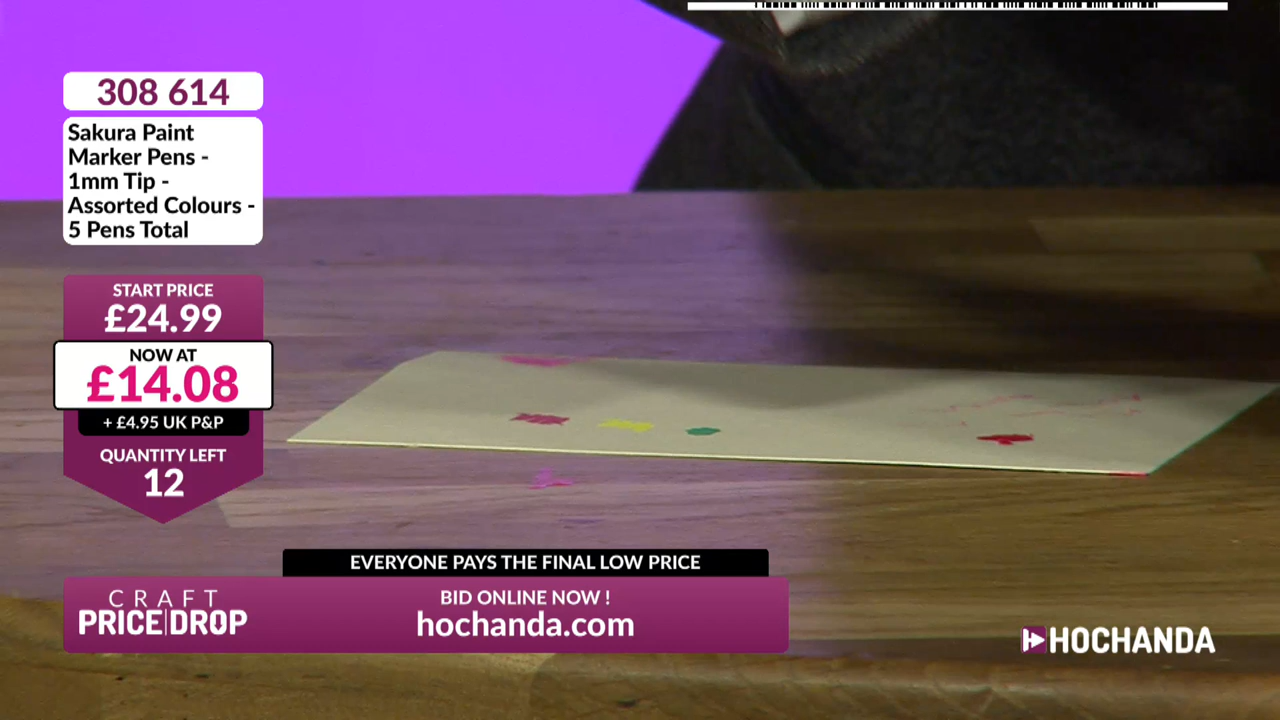 308 614
Sakura Paint
Marker Pens -
1mm Tip -
Assorted Colours -
5 Pens Total
START PRICE
£24.99
NOW AT
£14.08
+ £4.95 UK P&P
QUANTITY LEFT
12
EVERYONE PAYS THE FINAL LOW PRICE
CRAFT
PRICE DROP
BID ONLINE NOW !
hochanda.com
HOCHANDA